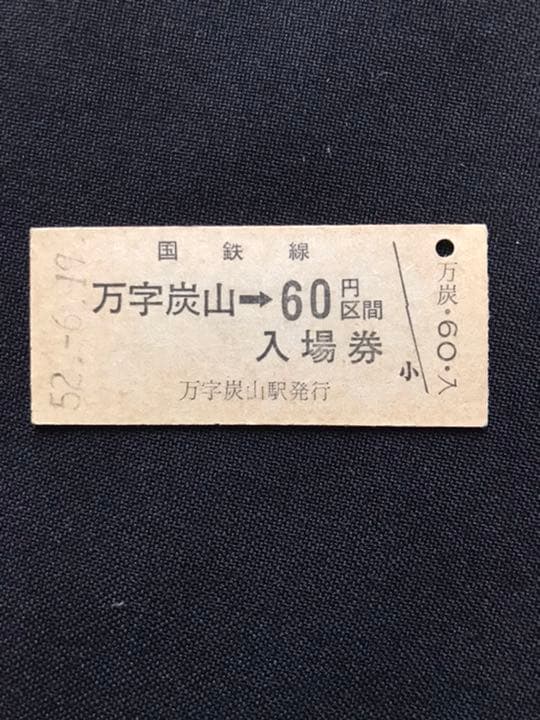 国鉄線
万字炭山→60円区間
入場券
万字炭山駅発行
小
万炭・60・入
52.-6.19